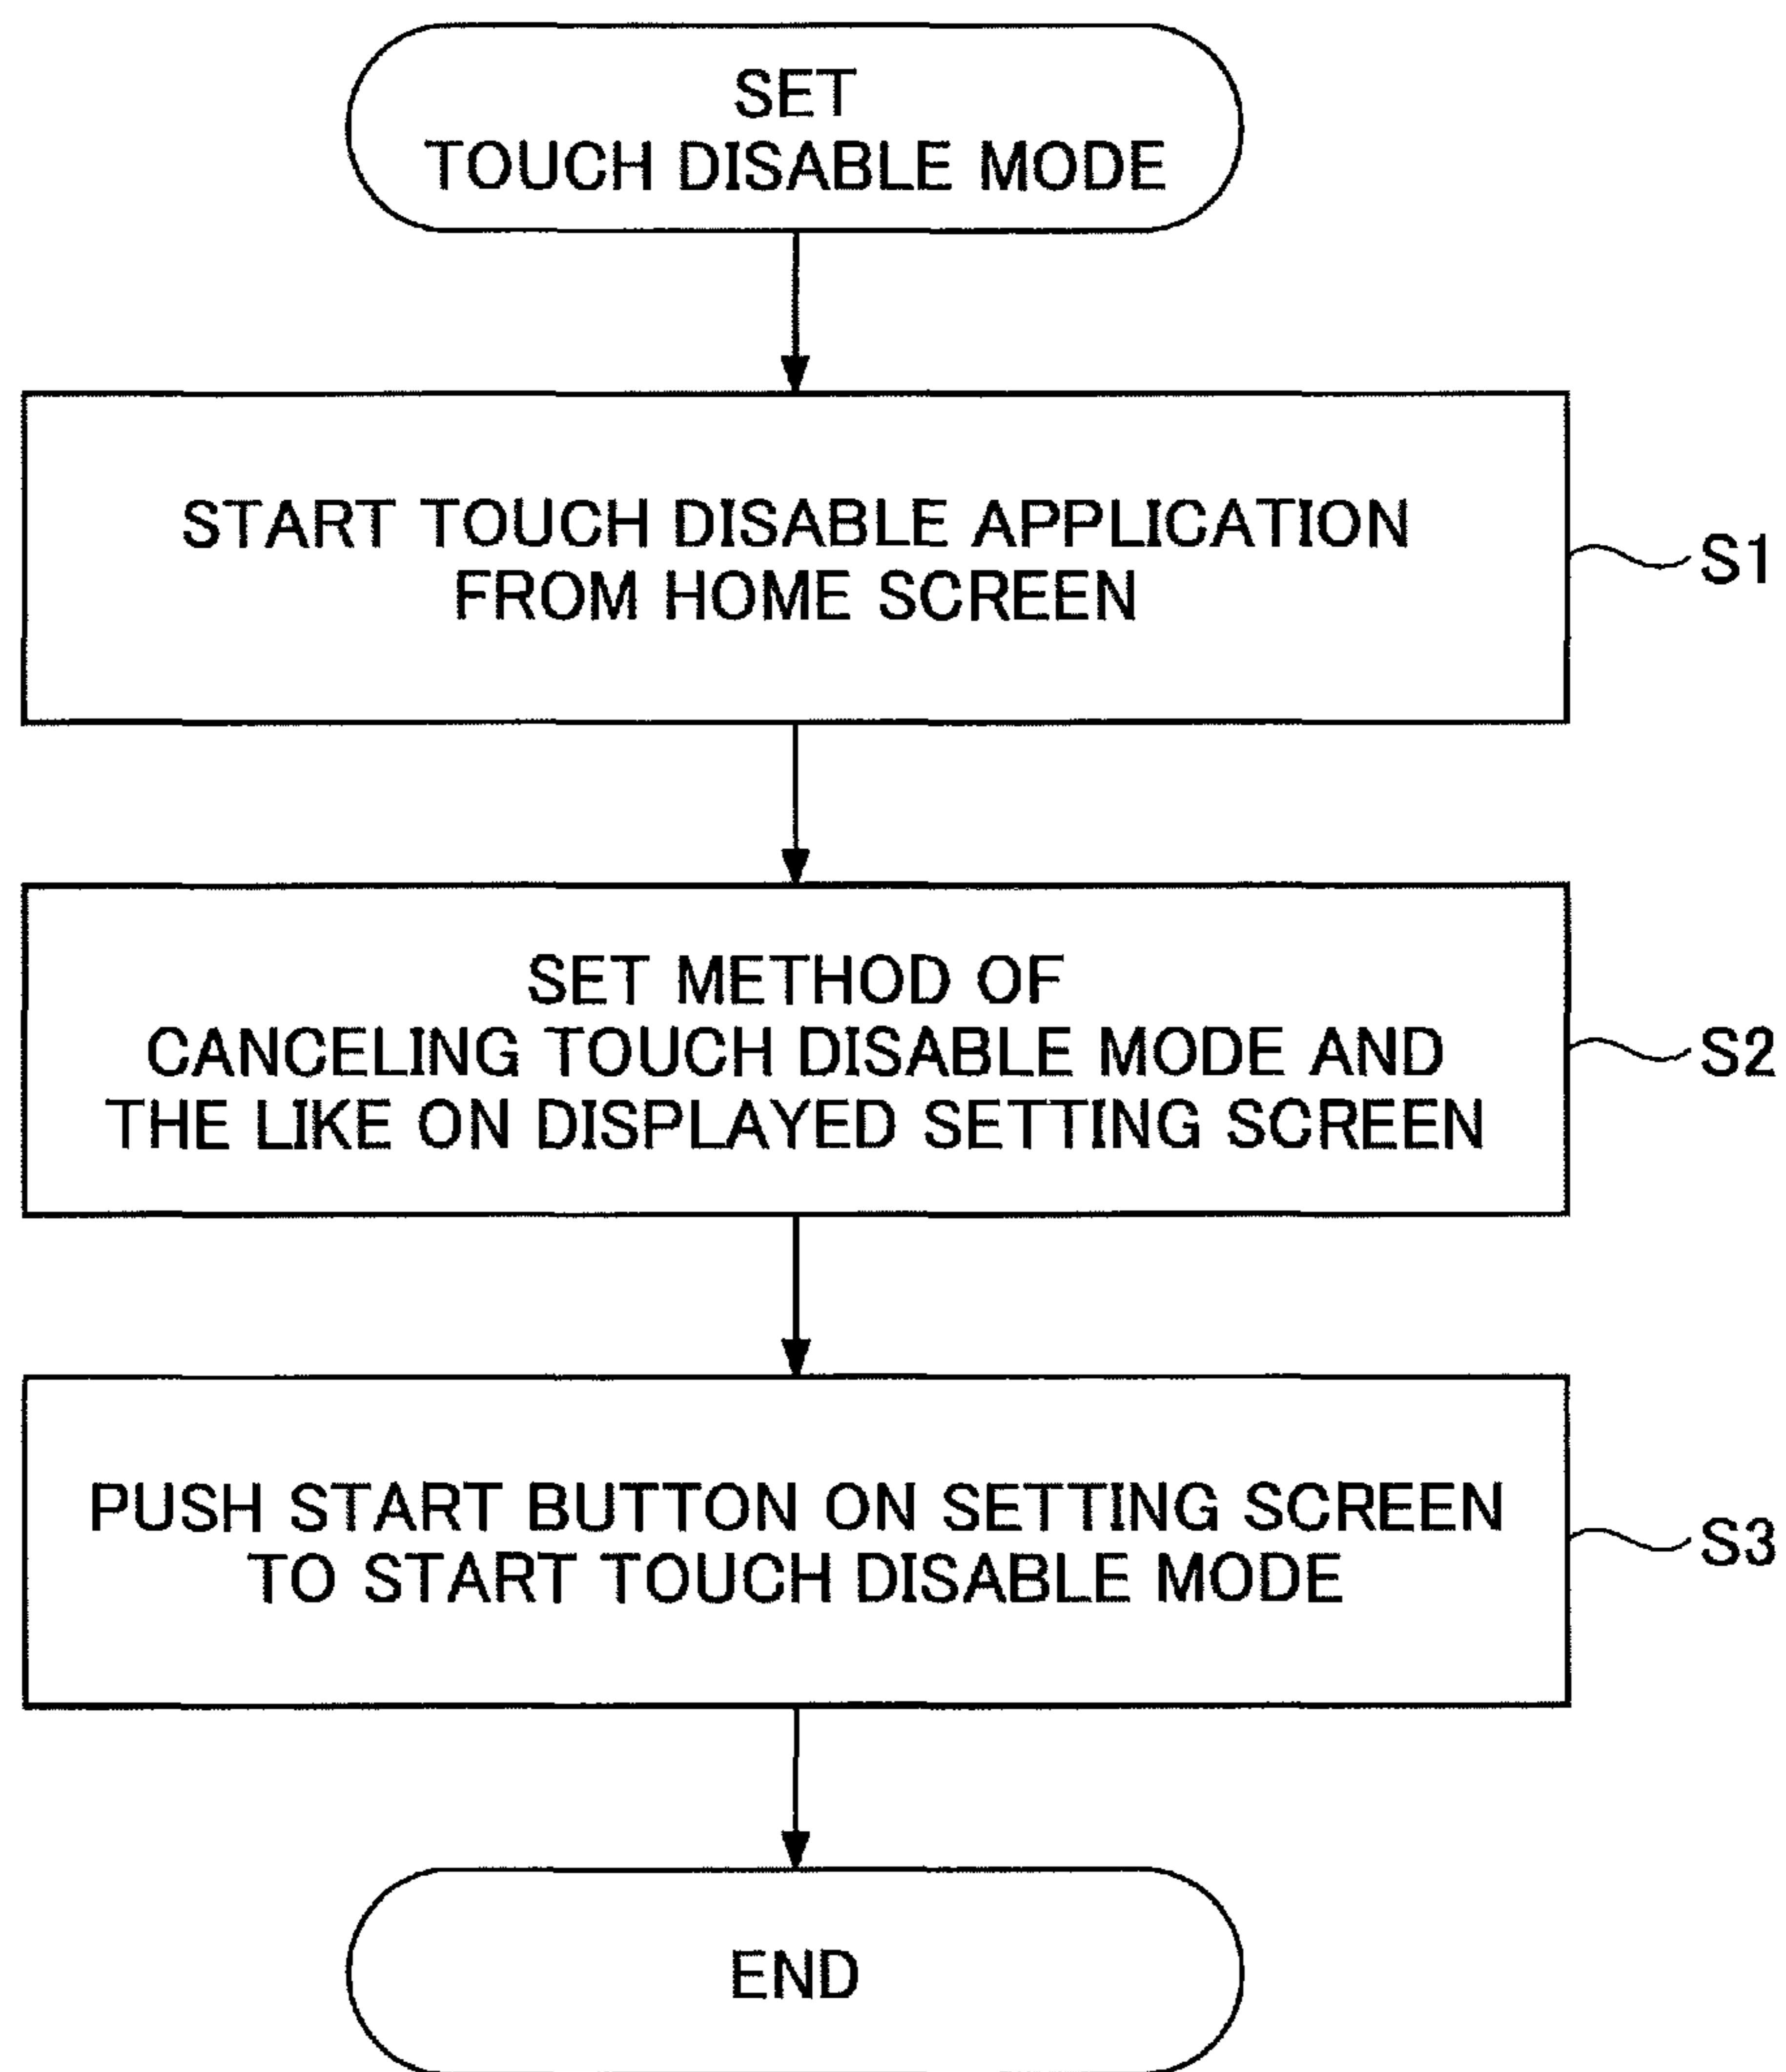 SET
TOUCH DISABLE MODE
START TOUCH DISABLE APPLICATION
FROM HOME SCREEN
S1
SET METHOD OF
CANCELING TOUCH DISABLE MODE AND
THE LIKE ON DISPLAYED SETTING SCREEN
S2
PUSH START BUTTON ON SETTING SCREEN
TO START TOUCH DISABLE MODE
S3
END